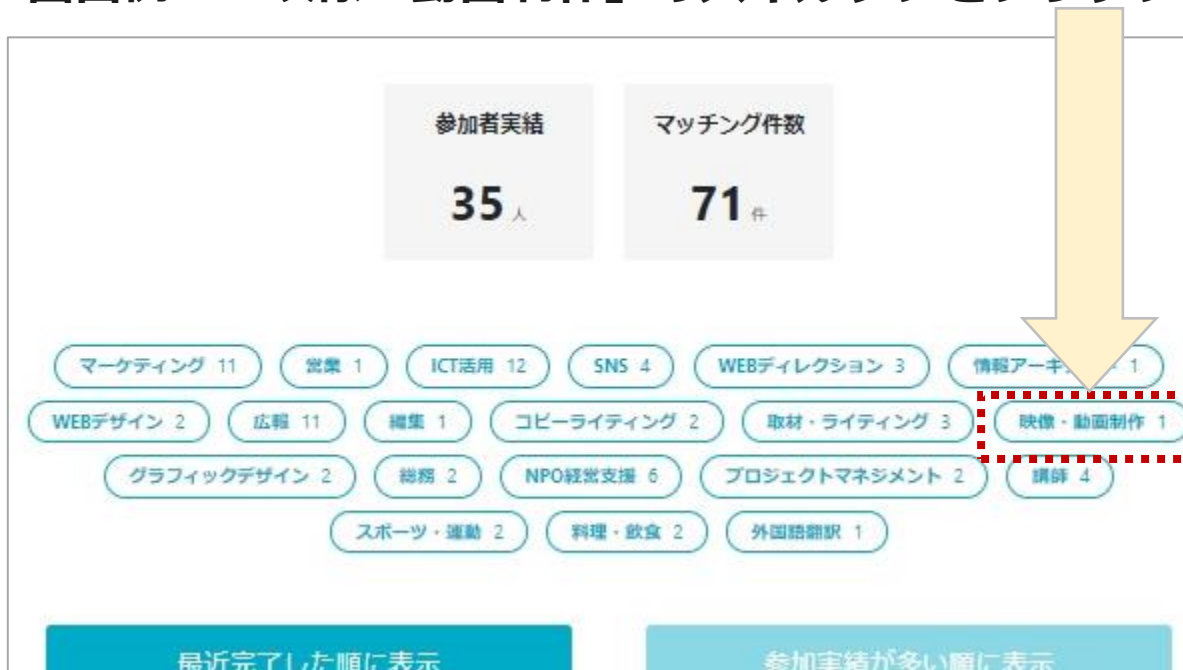 参加者実績 マッチング件数
35人 71件
マーケティング 11 営業 1 ICT活用 12 SNS 4 WEBディレクション 3 情報アーキ 1
WEBデザイン 2 広報 11 編集 1 コピーライティング 2 取材・ライティング 3 映像・動画制作 1
グラフィックデザイン 2 総務 2 NPO経営支援 6 プロジェクトマネジメント 2 講師 4
スポーツ・運動 2 料理・飲食 2 外国語翻訳 1
最近完了した順に表示 参加実績が多い順に表示